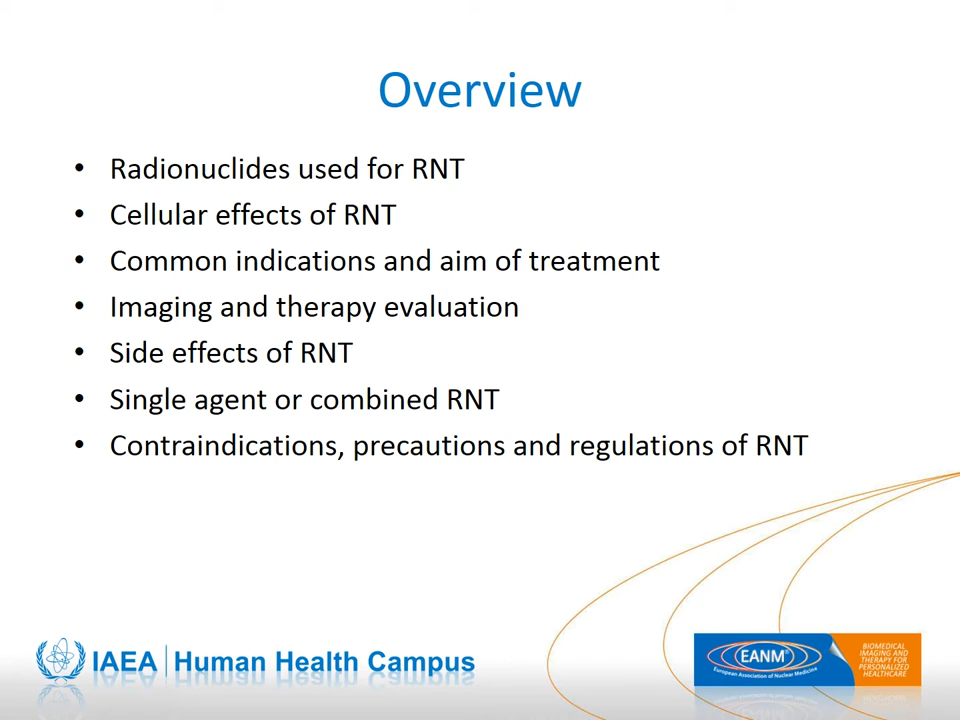 Overview
• Radionuclides used for RNT
• Cellular effects of RNT
• Common indications and aim of treatment
• Imaging and therapy evaluation
• Side effects of RNT
• Single agent or combined RNT
• Contraindications, precautions and regulations of RNT
IAEA | Human Health Campus
EANM®
European Association of Nuclear Medicine
BIOMEDICAL
IMAGING AND
THERAPY FOR
PERSONALIZED
HEALTHCARE